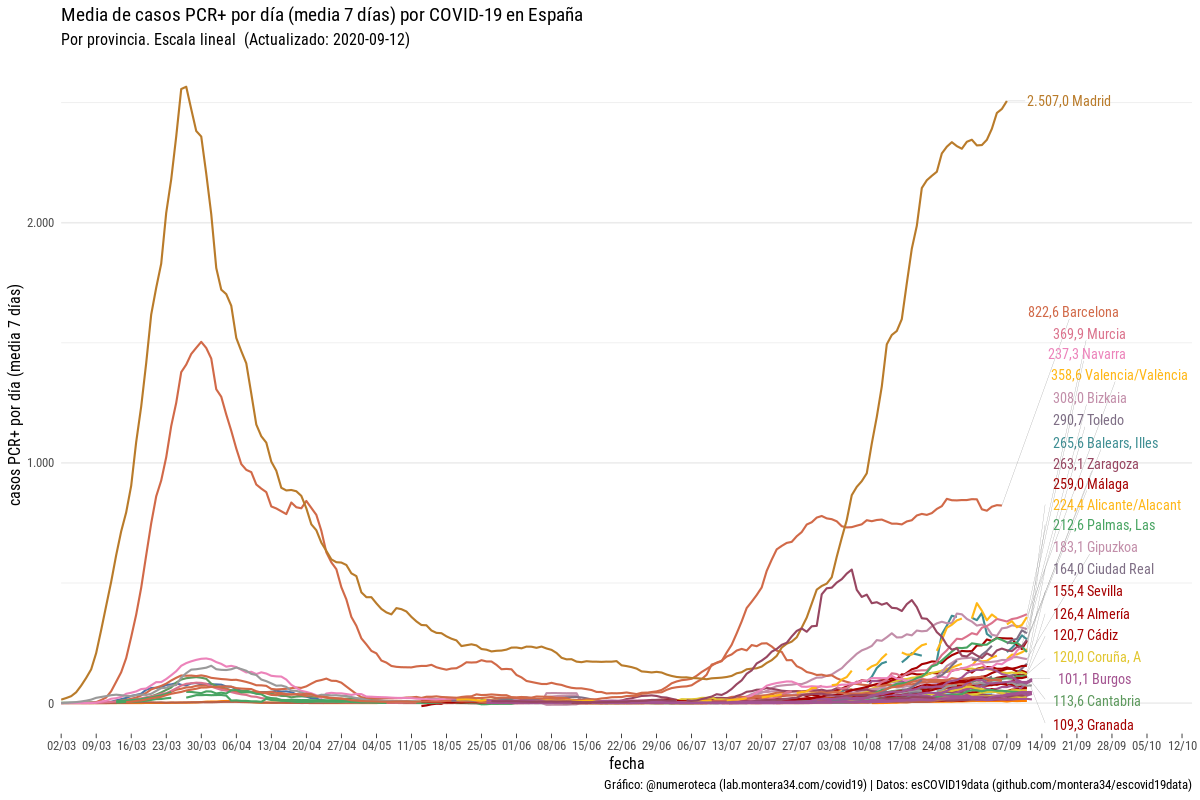 Media de casos PCR+ por día (media 7 días) por COVID-19 en España
Por provincia. Escala lineal (Actualizado: 2020-09-12)
casos PCR+ por día (media 7 días)
2.000
1.000
0
2.507,0 Madrid
822,6 Barcelona
369,9 Murcia
237,3 Navarra
358,6 Valencia/València
308,0 Bizkaia
290,7 Toledo
265,6 Balears, Illes
263,1 Zaragoza
259,0 Málaga
224,4 Alicante/Alacant
212,6 Palmas, Las
183,1 Gipuzkoa
164,0 Ciudad Real
155,4 Sevilla
126,4 Almería
120,7 Cádiz
120,0 Coruña, A
101,1 Burgos
113,6 Cantabria
109,3 Granada
02/03 09/03 16/03 23/03 30/03 06/04 13/04 20/04 27/04 04/05 11/05 18/05 25/05 01/06 08/06 15/06 22/06 29/06 06/07 13/07 20/07 27/07 03/08 10/08 17/08 24/08 31/08 07/09 14/09 21/09 28/09 05/10 12/10
fecha
Gráfico: @numeroteca (lab.montera34.com/covid19) | Datos: esCOVID19data (github.com/montera34/escovid19data)